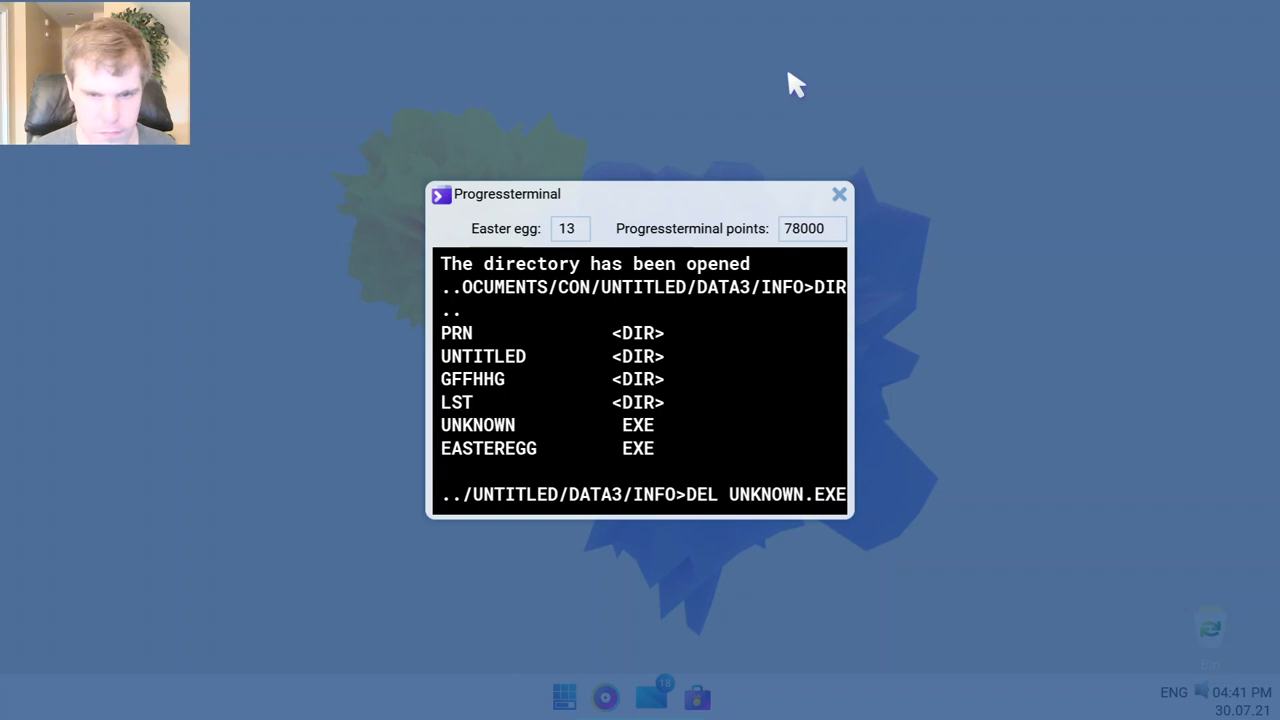 Progressterminal
Easter egg: 13 Progressterminal points: 78000
The directory has been opened
..OCUMENTS/CON/UNTITLED/DATA3/INFO>DIR
..
PRN <DIR>
UNTITLED <DIR>
GFFHHG <DIR>
LST <DIR>
UNKNOWN EXE
EASTEREGG EXE
../UNTITLED/DATA3/INFO>DEL UNKNOWN.EXE
Bin
18
ENG 04:41 PM
30.07.21